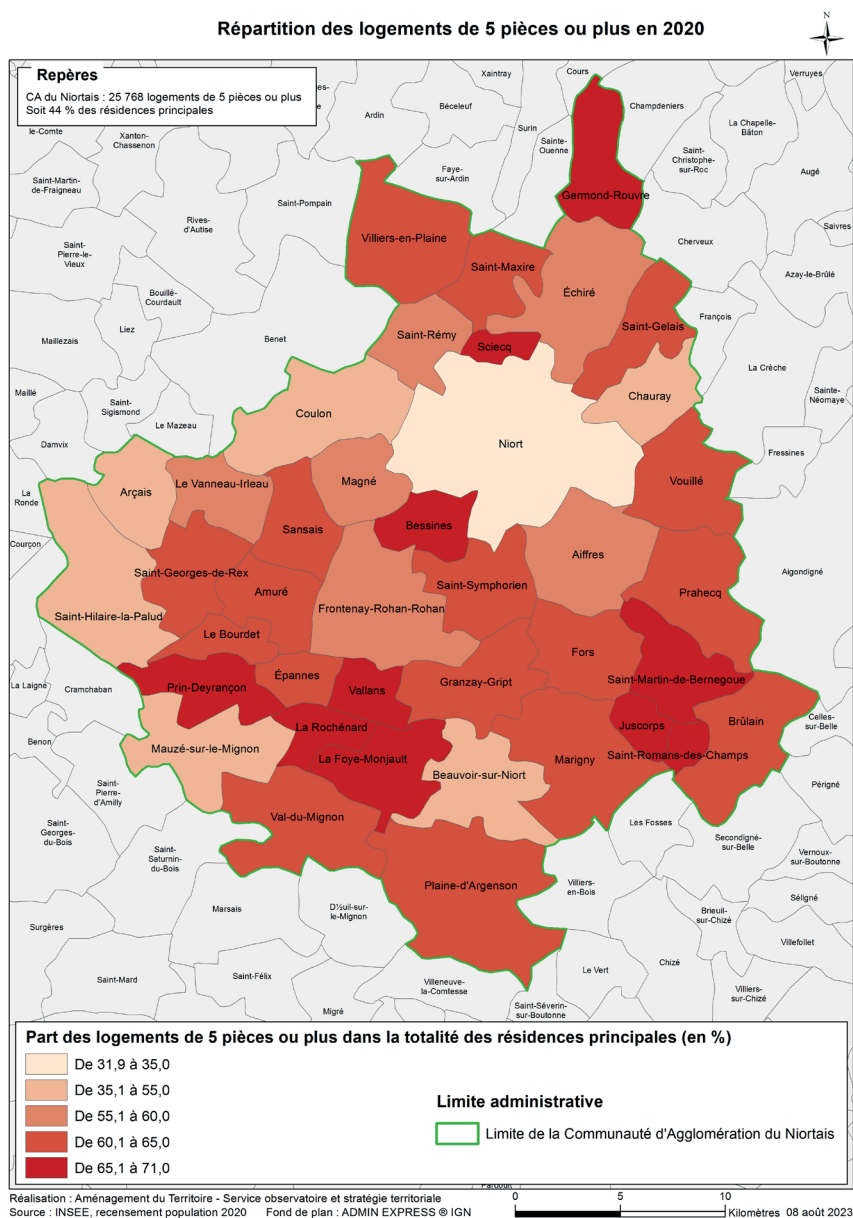 Répartition des logements de 5 pièces ou plus en 2020
N
Repères
CA du Niortais : 25 768 logements de 5 pièces ou plus
Soit 44 % des résidences principales
Xaintray
Cours
Verruyes
Ardin
Béceleuf
Champdeniers
le-Comte
Xanton-
Chassenon
Surin
La Chapelle-
Bâton
Sainte-
Ouenne
Saint-
Christophe-
sur-Roc
Faye-
sur-Ardin
Augé
Saint-Martin-
de-Fraigneau
Germond-Rouvre
Saint-Pompain
Rives-
d'Autise
Saivres
Villiers-en-Plaine
Cherveux
Saint-
Pierre-le-
Vieux
Saint-Maxire
Azay-le-Brûlé
Échiré
Bouillé-
Courdault
François
Saint-Gelais
Liez
Saint-Rémy
Benet
Maillezais
Sciecq
La Crèche
Maillé
Chauray
Sainte-
Néomaye
Saint-
Sigismond
Coulon
Le Mazeau
Damvix
Niort
Fressines
La
Ronde
Arçais
Le Vanneau-Irleau
Magné
Vouillé
Bessines
Sansais
Courçon
Aiffres
Aigondigné
Saint-Georges-de-Rex
Saint-Symphorien
Amuré
Prahecq
Saint-Hilaire-la-Palud
Frontenay-Rohan-Rohan
Le Bourdet
Fors
La Laigne
Cramchaban
Prin-Deyrançon
Épannes
Vallans
Granzay-Gript
Saint-Martin-de-Bernegoue
Benon
La Rochénard
Juscorps
Brûlain
Celles-
sur-Belle
Mauzé-sur-le-Mignon
La Foye-Monjault
Marigny
Saint-Romans-des-Champs
Beauvoir-sur-Niort
Saint-
Pierre-
d'Amilly
Périgné
Saint-
Georges-
du-Bois
Val-du-Mignon
Les Fosses
Secondigné-
sur-Belle
Saint-
Saturnin-
du-Bois
Vernoux-
sur-Boutonne
Plaine-d'Argenson
Villiers-
en-Bois
Marsais
D½uil-sur-
le-Mignon
Séligné
Brieuil-
sur-Chizé
Surgères
Villefollet
Saint-Mard
Saint-Félix
Villeneuve-
la-Comtesse
Le Vert
Chizé
Villiers-
sur-Chizé
Migré
Saint-Séverin-
sur-Boutonne
Part des logements de 5 pièces ou plus dans la totalité des résidences principales (en %)
De 31,9 à 35,0
De 35,1 à 55,0
De 55,1 à 60,0
De 60,1 à 65,0
De 65,1 à 71,0
Limite administrative
Limite de la Communauté d'Agglomération du Niortais
Réalisation : Aménagement du Territoire - Service observatoire et stratégie territoriale
Source : INSEE, recensement population 2020 Fond de plan : ADMIN EXPRESS ® IGN
0 5 10
Kilomètres 08 août 2023